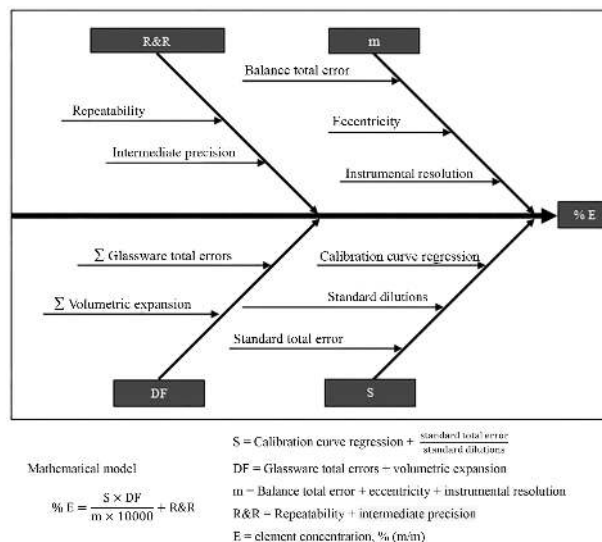 R&R
m
Balance total error
Repeatability
Eccentricity
Intermediate precision
Instrumental resolution
% E
∑ Glassware total errors
Calibration curve regression
∑ Volumetric expansion
Standard dilutions
Standard total error
DF
S
S = Calibration curve regression + standard total error / standard dilutions
Mathematical model
DF = Glassware total errors + volumetric expansion
% E = S × DF / m × 10000 + R&R
m = Balance total error + eccentricity + instrumental resolution
R&R = Repeatability + intermediate precision
E = element concentration, % (m/m)